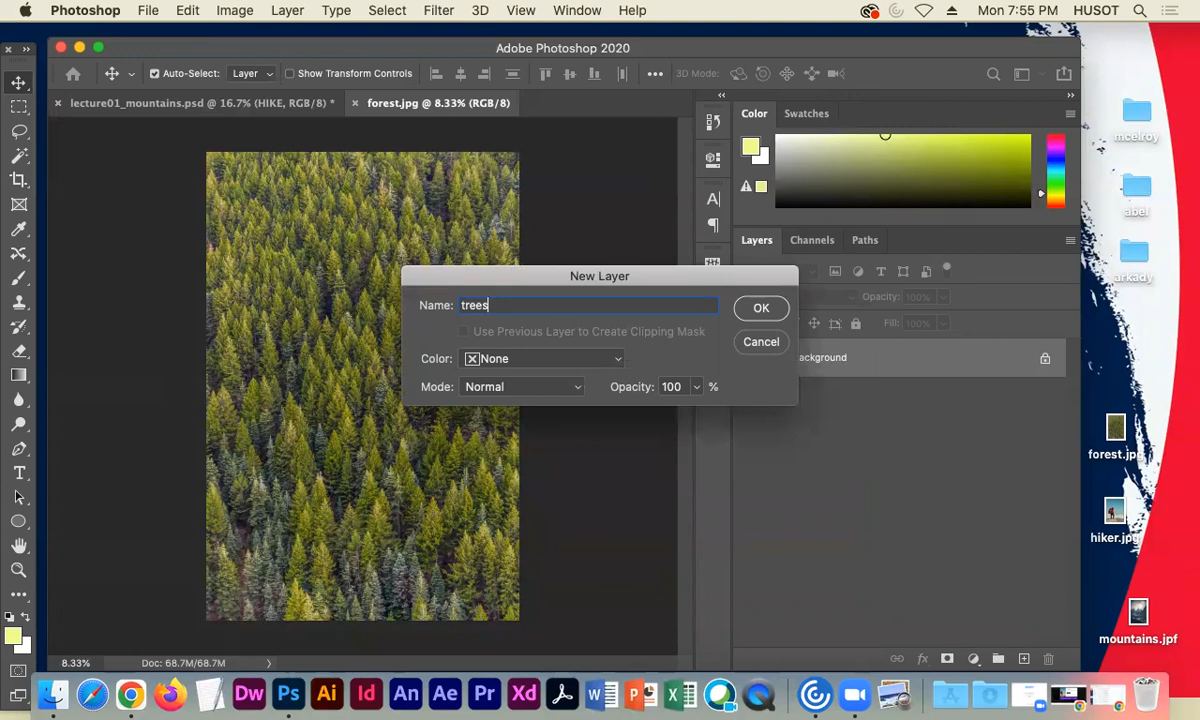 Photoshop File Edit Image Layer Type Select Filter 3D View Window Help Mon 7:55 PM HUSOT
Adobe Photoshop 2020
Auto-Select: Layer Show Transform Controls 3D Mode:
lecture01_mountains.psd @ 16.7% (HIKE, RGB/8) * forest.jpg @ 8.33% (RGB/8)
Color Swatches
mcelroy
abel
arkady
Layers Channels Paths
Opacity: 100%
Fill: 100%
ackground
New Layer
Name: trees
OK
Use Previous Layer to Create Clipping Mask
Cancel
Color: None
Mode: Normal Opacity: 100 %
forest.jpg
hiker.jpg
mountains.jpf
8.33% Doc: 68.7M/68.7M
fx
Dw Ps Ai Id An Ae Pr Xd W P X